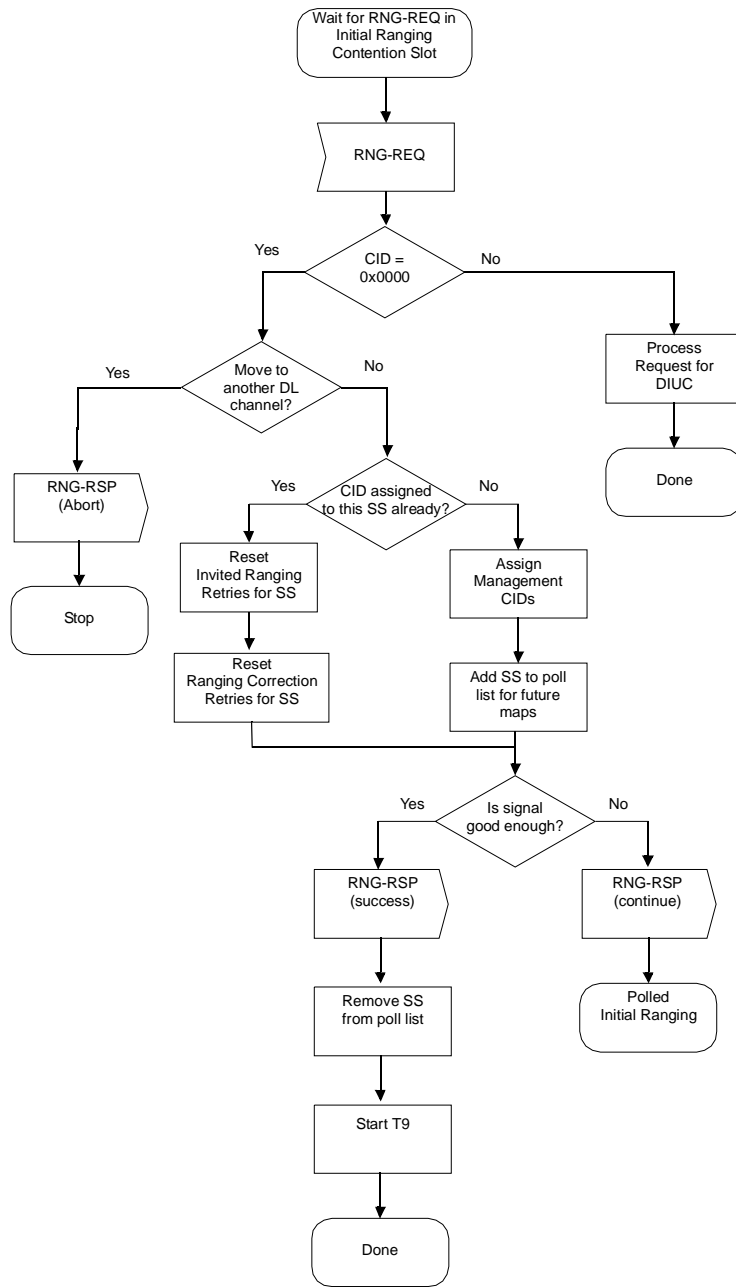 Wait for RNG-REQ in
Initial Ranging
Contention Slot
RNG-REQ
Yes
CID =
0x0000
No
Yes
Move to
another DL
channel?
No
Process
Request for
DIUC
RNG-RSP
(Abort)
Yes
CID assigned
to this SS already?
No
Done
Reset
Invited Ranging
Retries for SS
Assign
Management
CIDs
Stop
Reset
Ranging Correction
Retries for SS
Add SS to poll
list for future
maps
Yes
Is signal
good enough?
No
RNG-RSP
(success)
RNG-RSP
(continue)
Remove SS
from poll list
Polled
Initial Ranging
Start T9
Done